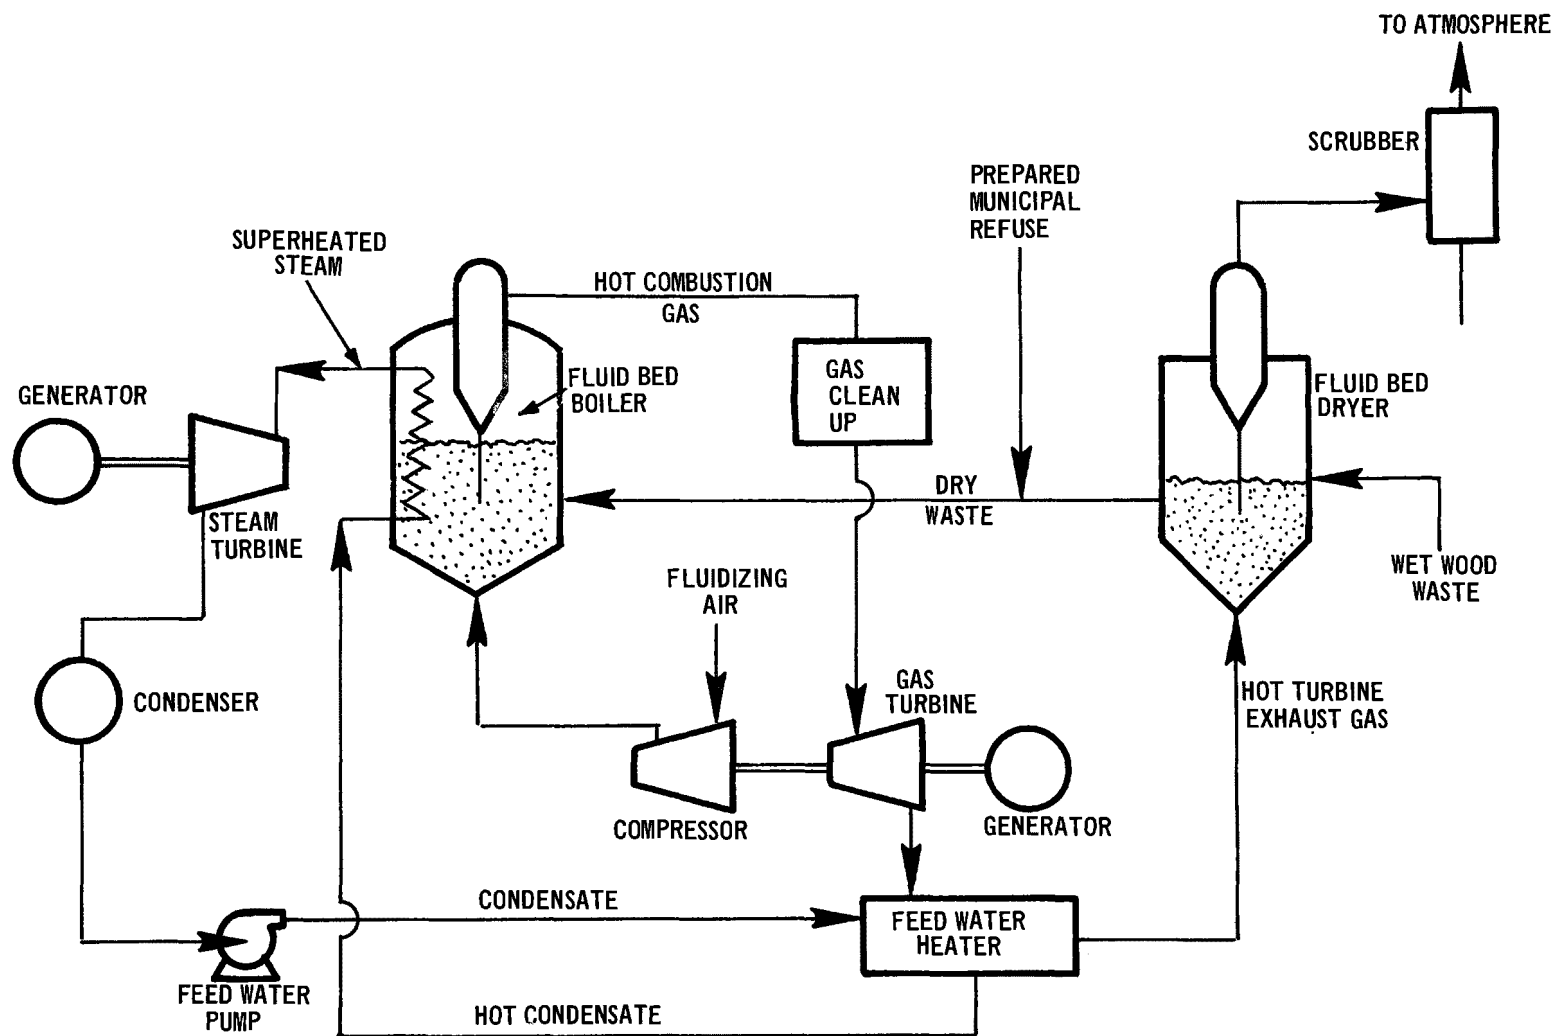 TO ATMOSPHERE
SCRUBBER
PREPARED
MUNICIPAL
REFUSE
SUPERHEATED
STEAM
HOT COMBUSTION
GAS
GAS
CLEAN
UP
FLUID BED
BOILER
FLUID BED
DRYER
GENERATOR
STEAM
TURBINE
DRY
WASTE
WET WOOD
WASTE
FLUIDIZING
AIR
GAS
TURBINE
HOT TURBINE
EXHAUST GAS
CONDENSER
COMPRESSOR
GENERATOR
CONDENSATE
FEED WATER
HEATER
FEED WATER
PUMP
HOT CONDENSATE